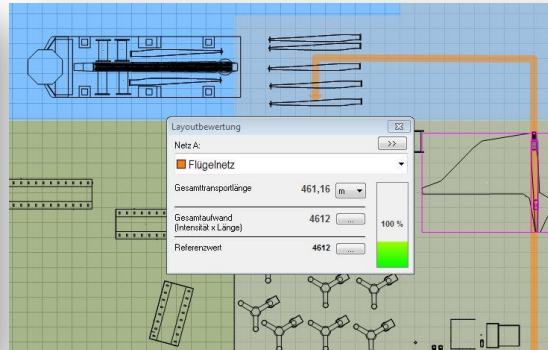 Layoutbewertung
Netz A:
>>
Flügelnetz
Gesamttransportlänge 461,16 m
Gesamtaufwand 4612 ...
(Intensität x Länge)
100 %
Referenzwert 4612 ...